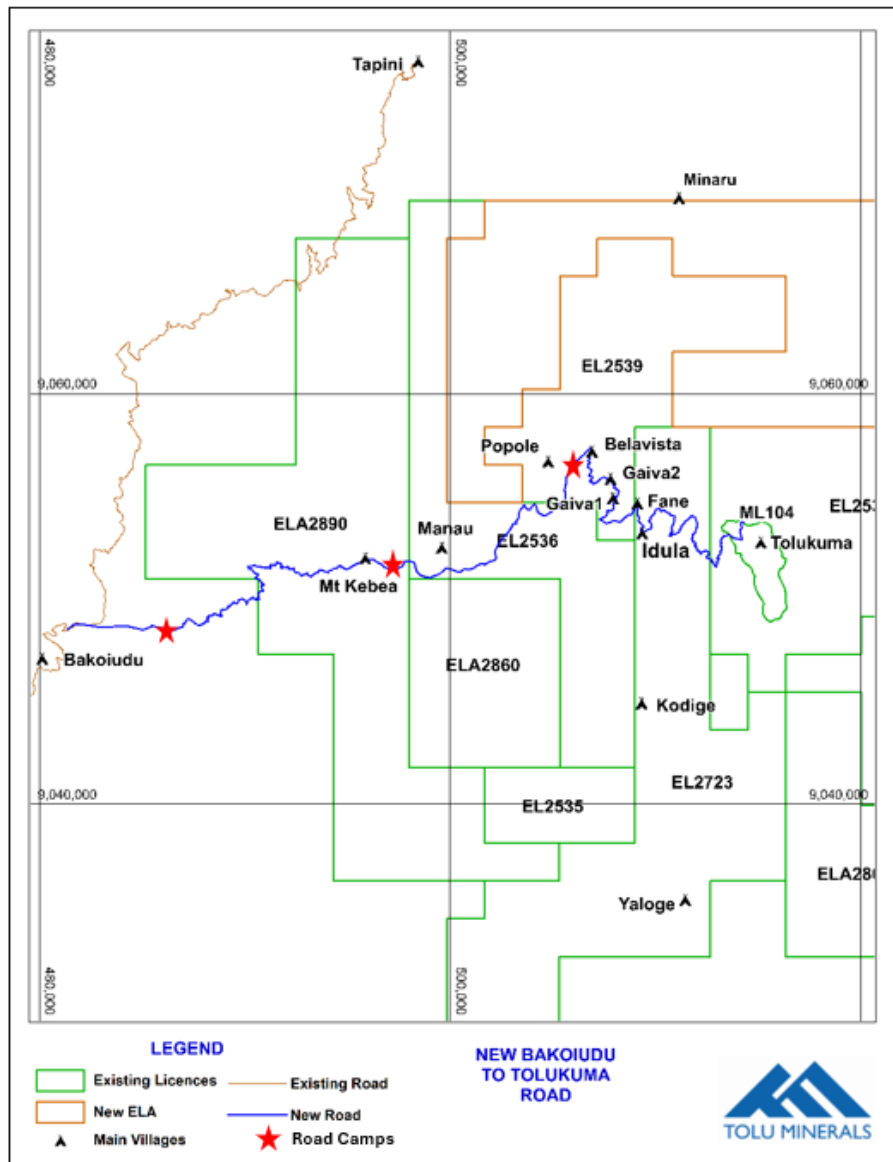 480,000
500,000
Tapini
Minaru
EL2539
9,060,000
9,060,000
Popole
Belavista
Gaiva2
Gaiva1
Fane
ML104
EL253
ELA2890
Manau
EL2536
Idula
Tolukuma
Mt Kebea
Bakoiudu
ELA2860
Kodige
EL2723
9,040,000
9,040,000
EL2535
ELA280
Yaloge
480,000
500,000
LEGEND
Existing Licences
Existing Road
New ELA
New Road
Main Villages
Road Camps
NEW BAKOIUDU
TO TOLUKUMA
ROAD
TOLU MINERALS